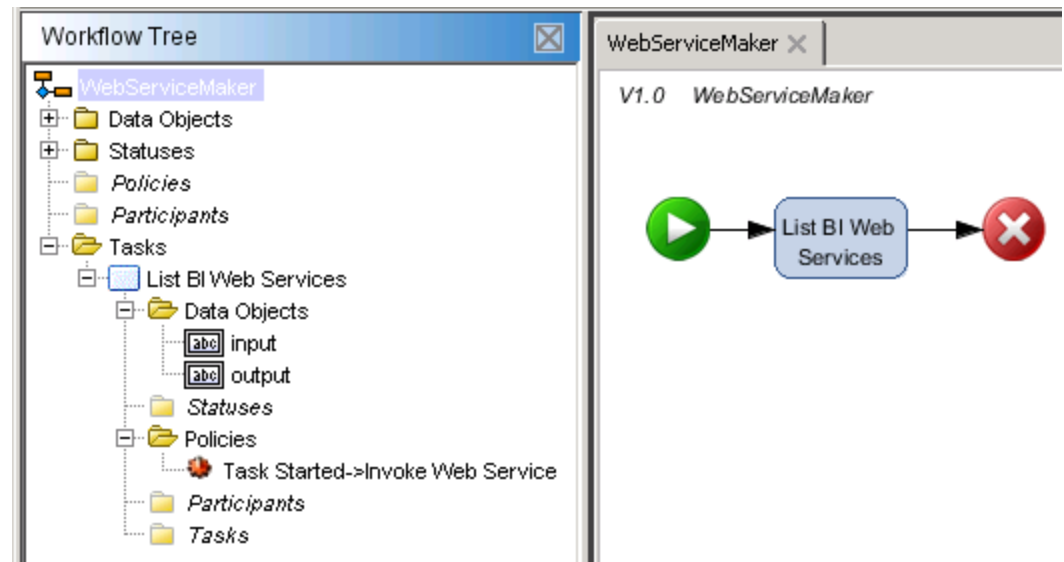 Workflow Tree
WebServiceMaker
Data Objects
Statuses
Policies
Participants
Tasks
List BI Web Services
Data Objects
abc input
abc output
Statuses
Policies
Task Started->Invoke Web Service
Participants
Tasks
WebServiceMaker
V1.0 WebServiceMaker
List BI Web
Services